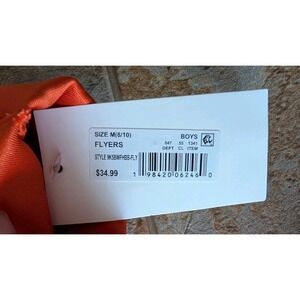 SIZE M(8/10) BOYS
FLYERS
047 55 1341
DEPT CL ITEM
STYLE 9K5BWFHBB-FLY
$34.99
1 98420 06246 0